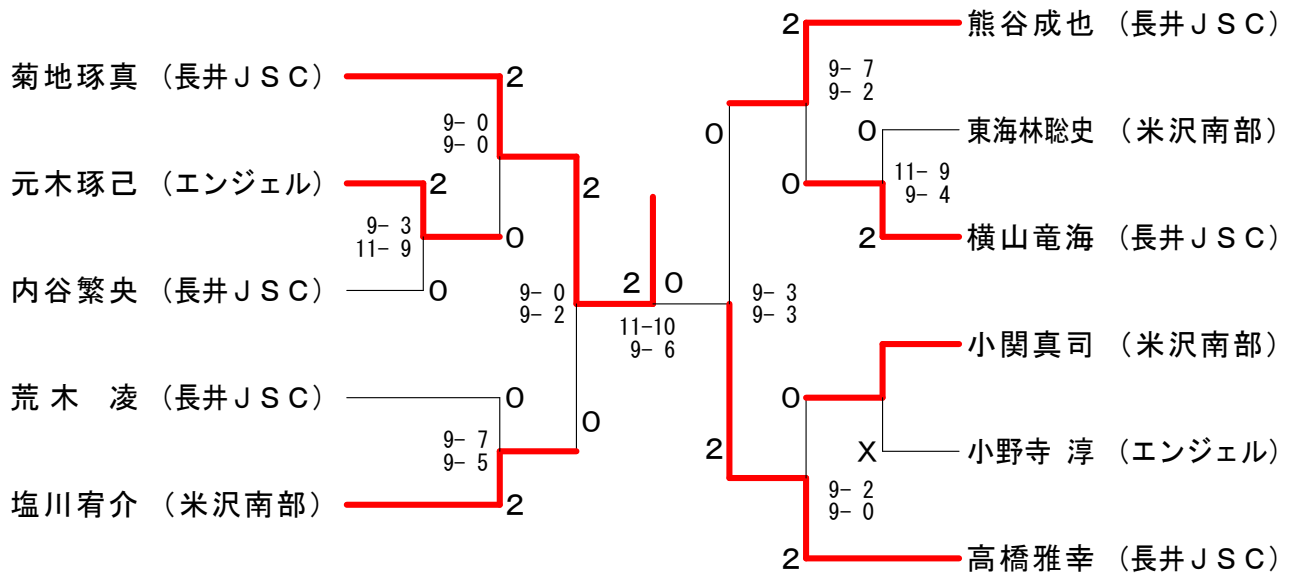 菊地琢真 （長井ＪＳＣ）
2
9- 0
9- 0
元木琢己 （エンジェル）
2
9- 3
11- 9
0
内谷繁央 （長井ＪＳＣ）
0
2
9- 0
9- 2
荒木　凌 （長井ＪＳＣ）
0
9- 7
9- 5
0
塩川宥介 （米沢南部）
2
2 0
11-10
9- 6
2
熊谷成也 （長井ＪＳＣ）
9- 7
9- 2
0
0
東海林聡史 （米沢南部）
11- 9
9- 4
0
2
横山竜海 （長井ＪＳＣ）
9- 3
9- 3
小関真司 （米沢南部）
0
2
X
小野寺 淳 （エンジェル）
9- 2
9- 0
2
高橋雅幸 （長井ＪＳＣ）